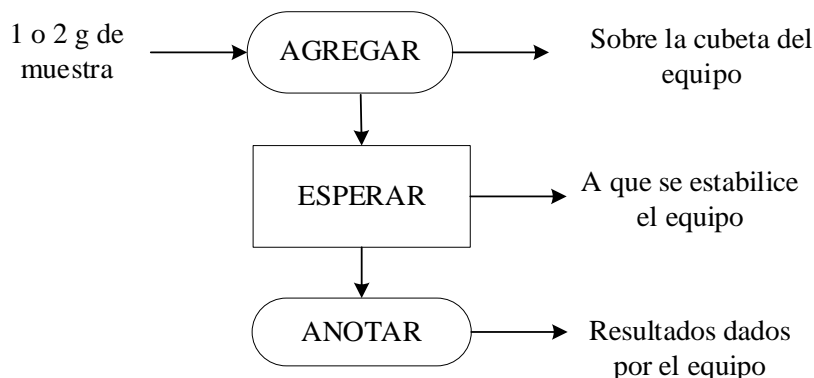 1 o 2 g de
muestra
AGREGAR
Sobre la cubeta del
equipo
ESPERAR
A que se estabilice
el equipo
ANOTAR
Resultados dados
por el equipo